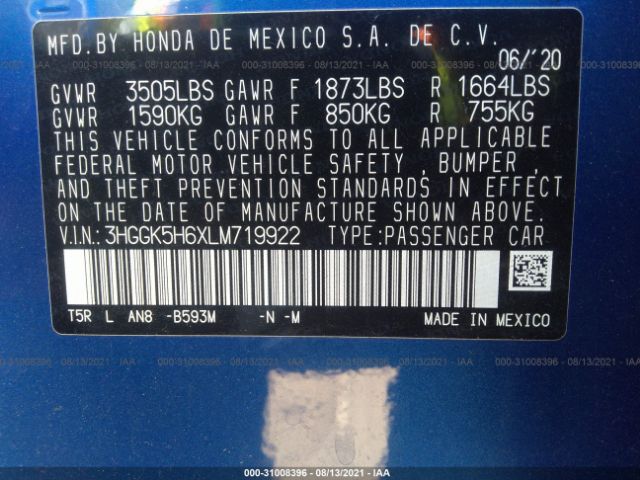 MFD.BY HONDA DE MEXICO S.A. DE C.V.
06/'20
GVWR 3505LBS GAWR F 1873LBS R 1664LBS
GVWR 1590KG GAWR F 850KG R 755KG
THIS VEHICLE CONFORMS TO ALL APPLICABLE
FEDERAL MOTOR VEHICLE SAFETY , BUMPER ,
AND THEFT PREVENTION STANDARDS IN EFFECT
ON THE DATE OF MANUFACTURE SHOWN ABOVE.
V.I.N.:3HGGK5H6XLM719922 TYPE:PASSENGER CAR
T5R L AN8 -B593M -N -M MADE IN MEXICO
000-31008396 - 08/13/2021 - IAA